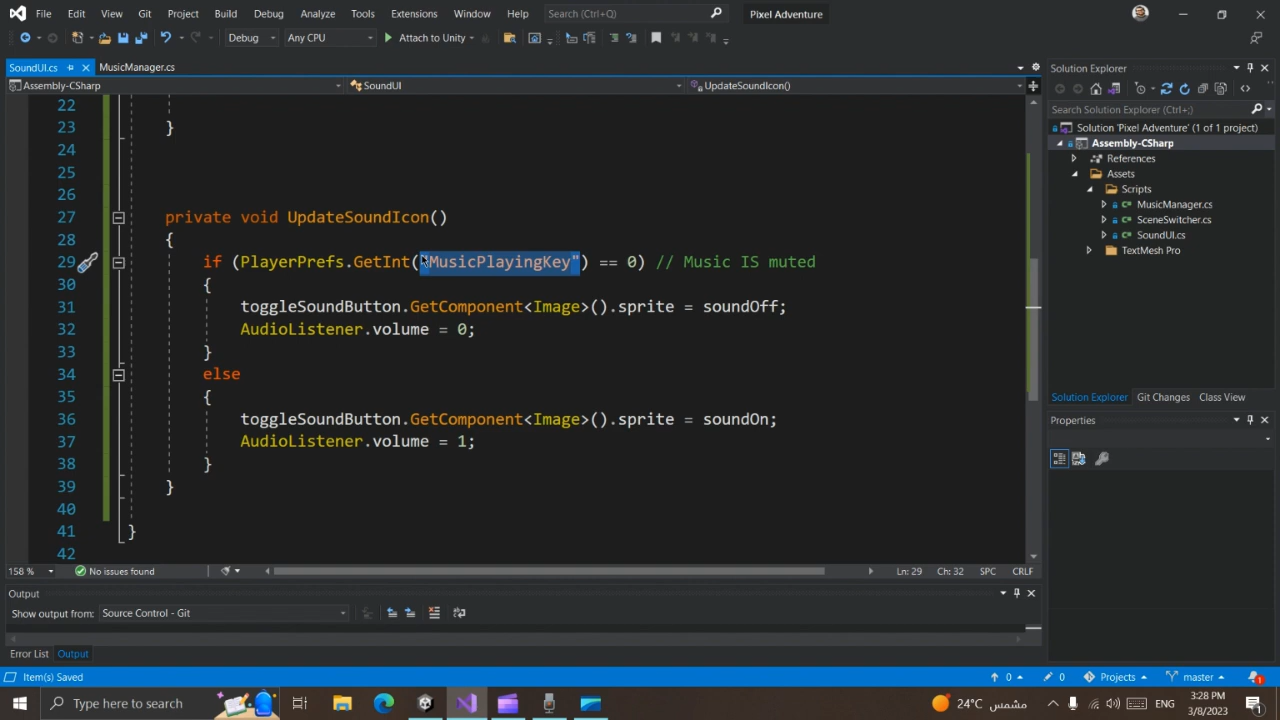 File Edit View Git Project Build Debug Analyze Tools Extensions Window Help Search (Ctrl+Q) Pixel Adventure
Debug Any CPU Attach to Unity
SoundUI.cs MusicManager.cs
Assembly-CSharp SoundUI UpdateSoundIcon()
22
23 }
24
25
26
27 private void UpdateSoundIcon()
28 {
29 if (PlayerPrefs.GetInt("MusicPlayingKey") == 0) // Music IS muted
30 {
31 toggleSoundButton.GetComponent<Image>().sprite = soundOff;
32 AudioListener.volume = 0;
33 }
34 else
35 {
36 toggleSoundButton.GetComponent<Image>().sprite = soundOn;
37 AudioListener.volume = 1;
38 }
39 }
40
41 }
42
158 % No issues found Ln: 29 Ch: 32 SPC CRLF
Output
Show output from: Source Control - Git
Error List Output
Solution Explorer
Search Solution Explorer (Ctrl+;)
Solution 'Pixel Adventure' (1 of 1 project)
Assembly-CSharp
References
Assets
Scripts
MusicManager.cs
SceneSwitcher.cs
SoundUI.cs
TextMesh Pro
Solution Explorer Git Changes Class View
Properties
Item(s) Saved 0 0 Projects master 1
Type here to search 24°C مشمس 3:28 PM
3/8/2023